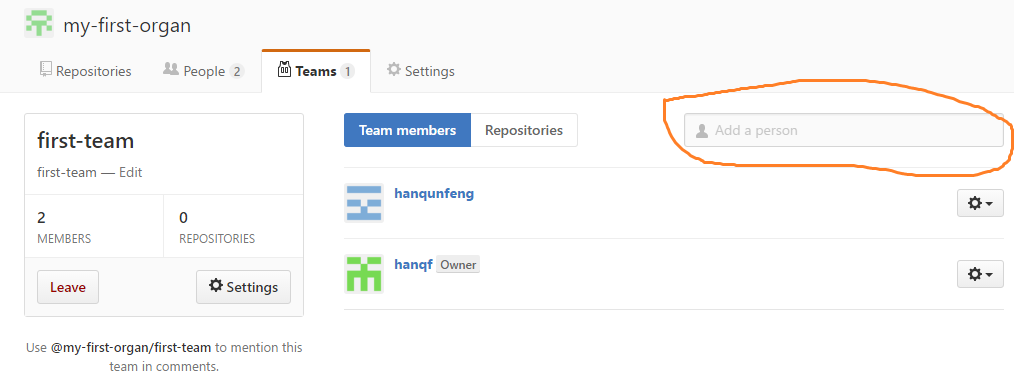 my-first-organ
Repositories People 2 Teams 1 Settings
first-team
first-team — Edit
2 MEMBERS
0 REPOSITORIES
Leave Settings
Use @my-first-organ/first-team to mention this
team in comments.
Team members Repositories Add a person
hanqunfeng
hanqf Owner